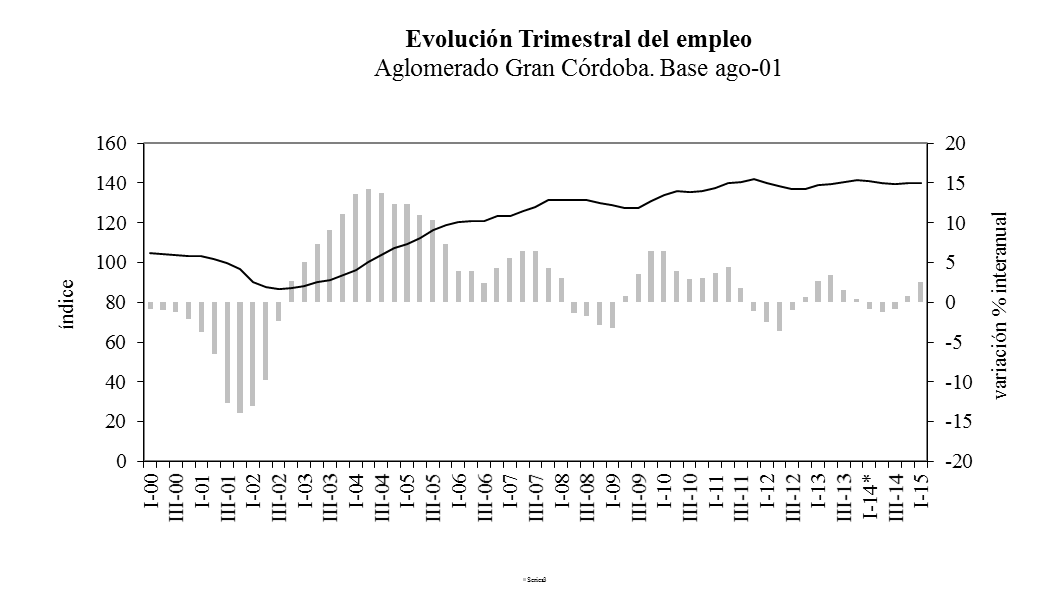 Evolución Trimestral del empleo
Aglomerado Gran Córdoba. Base ago-01
160
140
120
100
80
60
40
20
0
índice
20
15
10
5
0
-5
-10
-15
-20
variación % interanual
I-00
III-00
I-01
III-01
I-02
III-02
I-03
III-03
I-04
III-04
I-05
III-05
I-06
III-06
I-07
III-07
I-08
III-08
I-09
III-09
I-10
III-10
I-11
III-11
I-12
III-12
I-13
III-13
I-14*
III-14
I-15
Series3